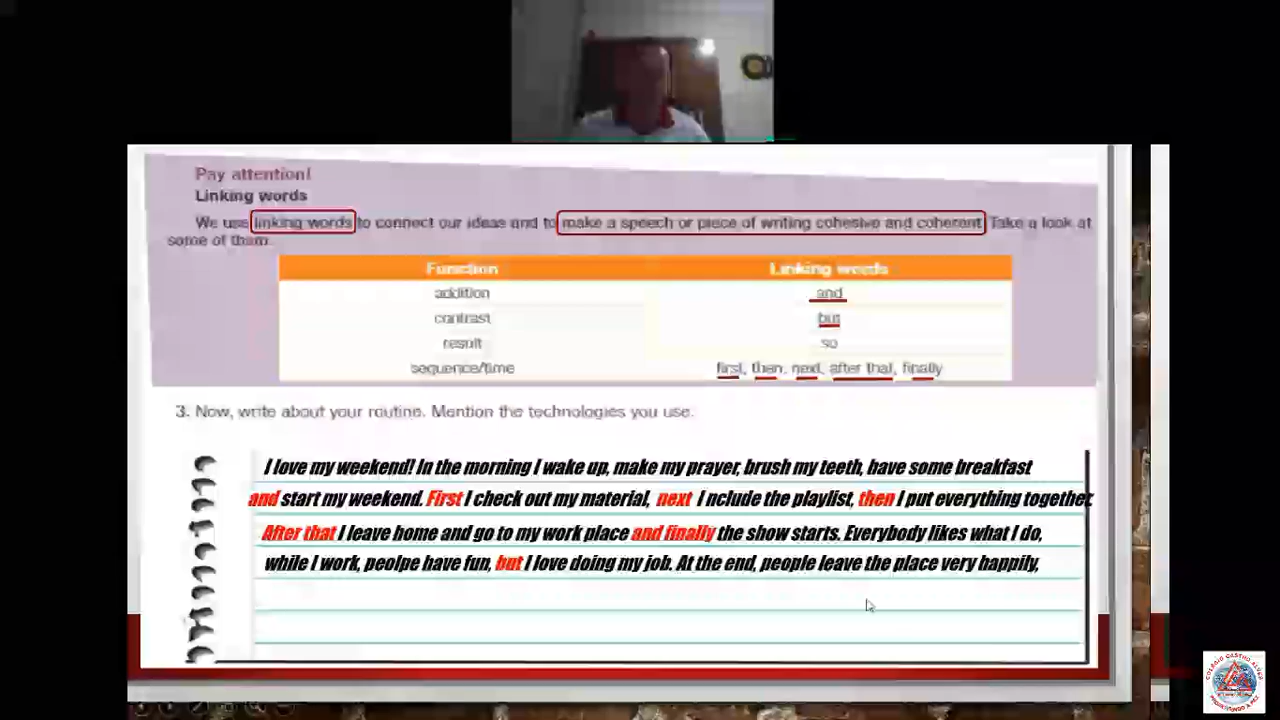 Pay attention!
Linking words
We use linking words to connect our ideas and to make a speech or piece of writing cohesive and coherent. Take a look at
some of them.
Function Linking words
addition and
contrast but
result so
sequence/time first, then, next, after that, finally
3. Now, write about your routine. Mention the technologies you use.
I love my weekend! In the morning I wake up, make my prayer, brush my teeth, have some breakfast
and start my weekend. First I check out my material, next I nclude the playlist, then I put everything together.
After that I leave home and go to my work place and finally the show starts. Everybody likes what I do,
while I work, peolpe have fun, but I love doing my job. At the end, people leave the place very happily,
COLÉGIO CASTRO ALVES